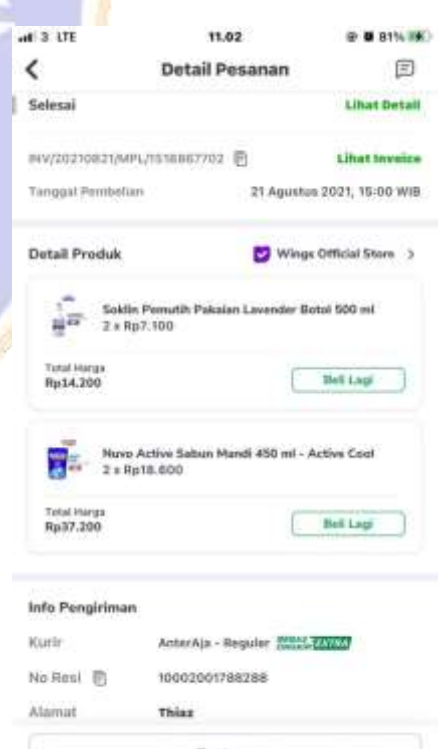 3 LTE 11.02 81%
Detail Pesanan
Selesai Lihat Detail
INV/20210821/MPL/1518867702 Lihat Invoice
Tanggal Pembelian 21 Agustus 2021, 15:00 WIB
Detail Produk Wings Official Store
Soklin Pemutih Pakaian Lavender Botol 500 ml
2 x Rp7.100
Total Harga
Rp14.200 Beli Lagi
Nuvo Active Sabun Mandi 450 ml - Active Cool
2 x Rp18.600
Total Harga
Rp37.200 Beli Lagi
Info Pengiriman
Kurir AnterAja - Reguler BEBAS ONGKIR EXTRA
No Resi 10002001788288
Alamat Thiaz